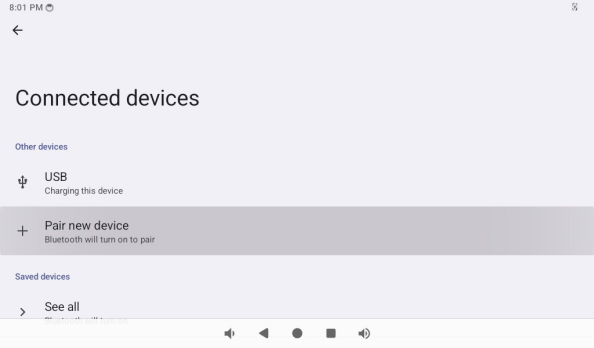 8:01 PM
Connected devices
Other devices
USB
Charging this device
Pair new device
Bluetooth will turn on to pair
Saved devices
See all